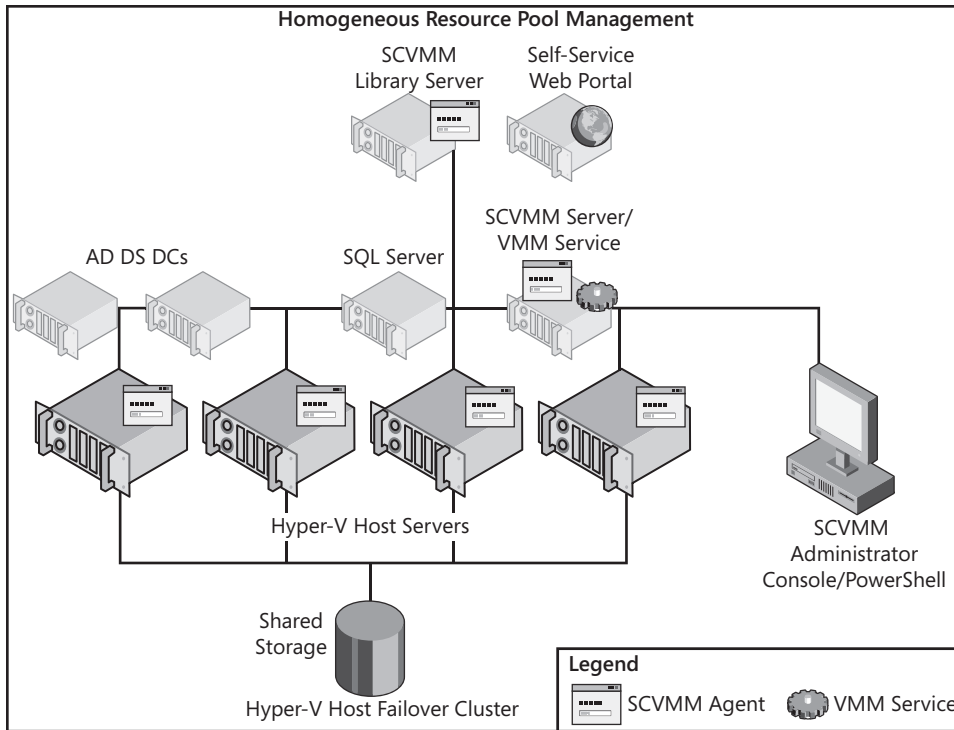 Homogeneous Resource Pool Management
SCVMM
Library Server
Self-Service
Web Portal
SCVMM Server/
VMM Service
AD DS DCs
SQL Server
Hyper-V Host Servers
SCVMM
Administrator
Console/PowerShell
Shared
Storage
Hyper-V Host Failover Cluster
Legend
SCVMM Agent
VMM Service